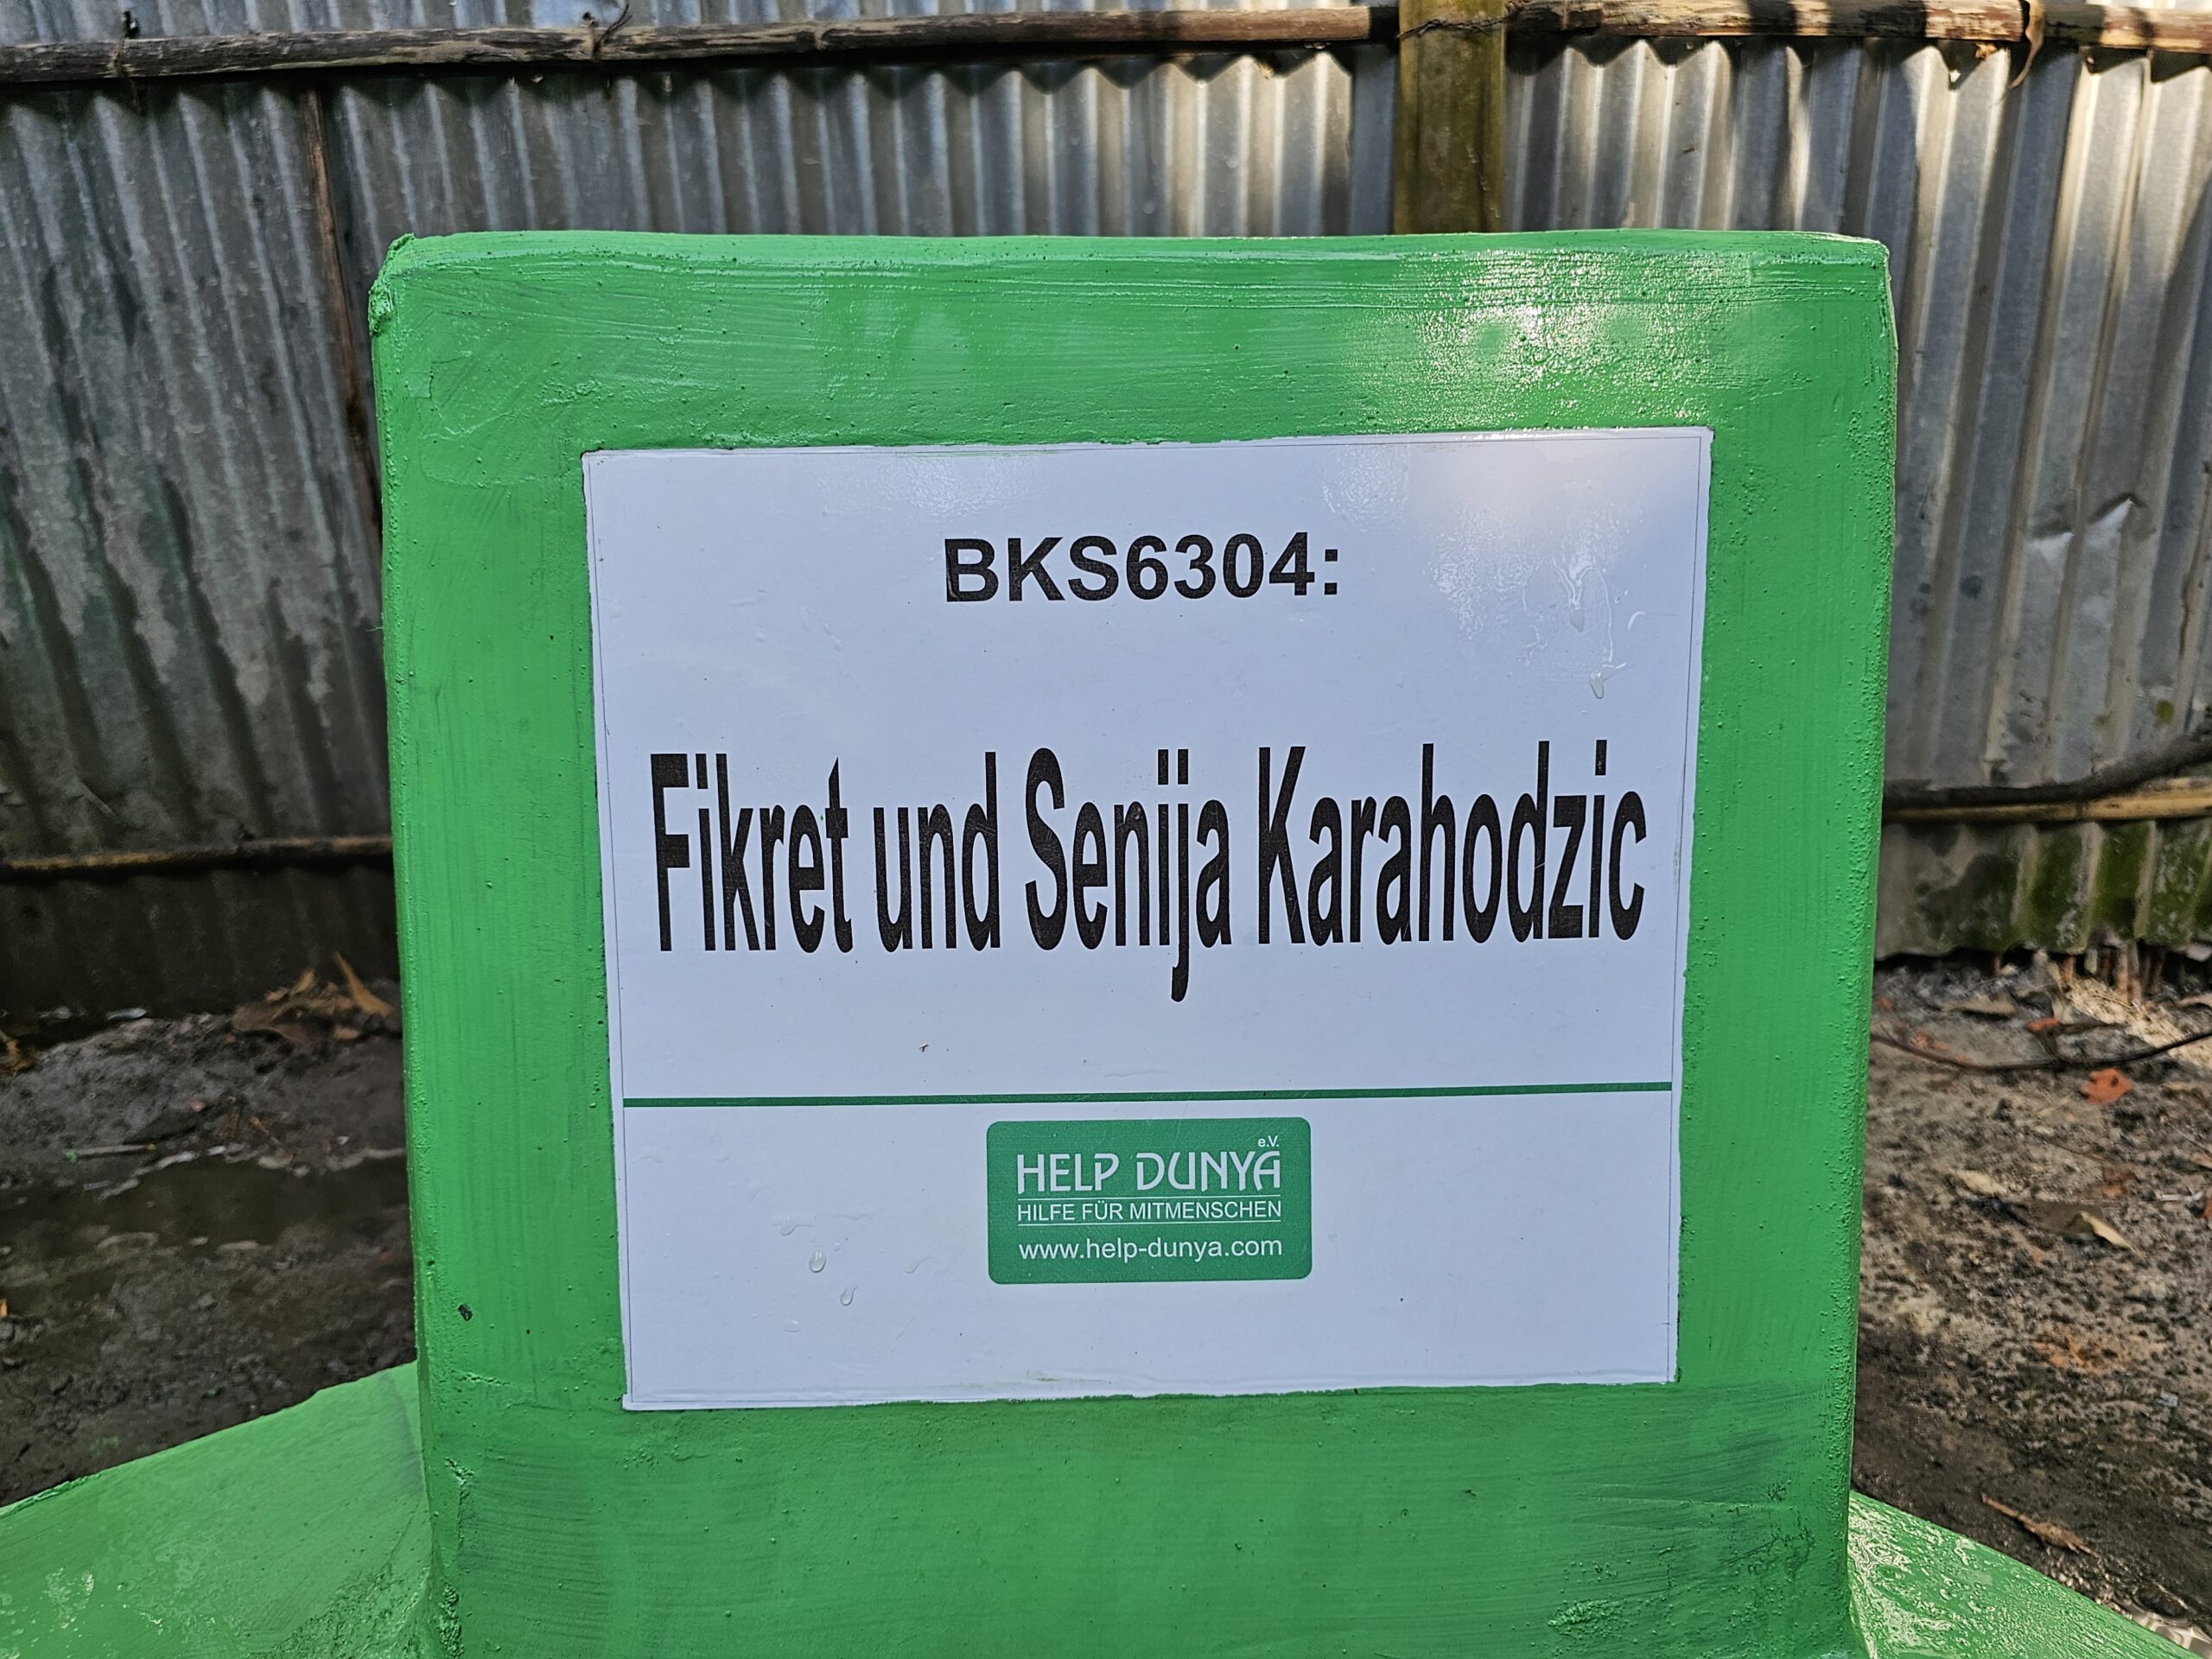 BKS6304:
Fikret und Senija Karahodzic
e.V.
HELP DUNYA
HILFE FÜR MITMENSCHEN
www.help-dunya.com